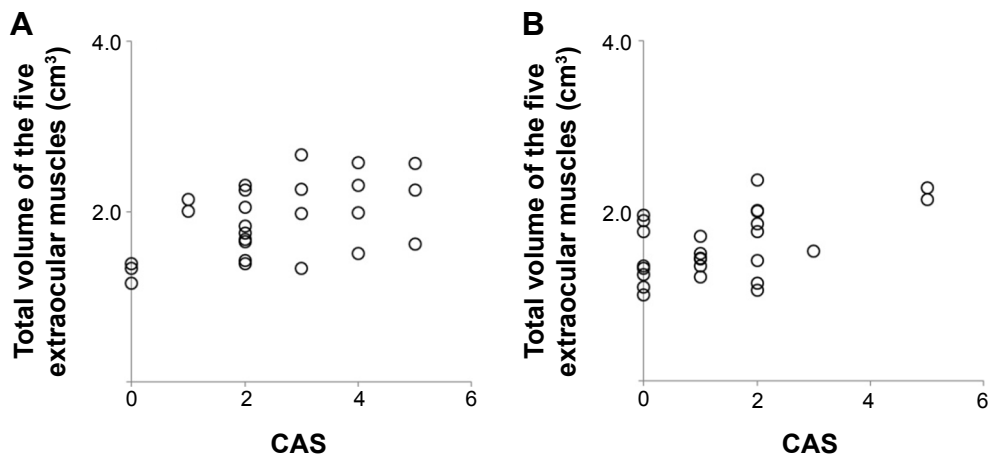 A
Total volume of the five
extraocular muscles (cm³)
4.0
2.0
0
2
4
6
CAS
B
Total volume of the five
extraocular muscles (cm³)
4.0
2.0
0
2
4
6
CAS